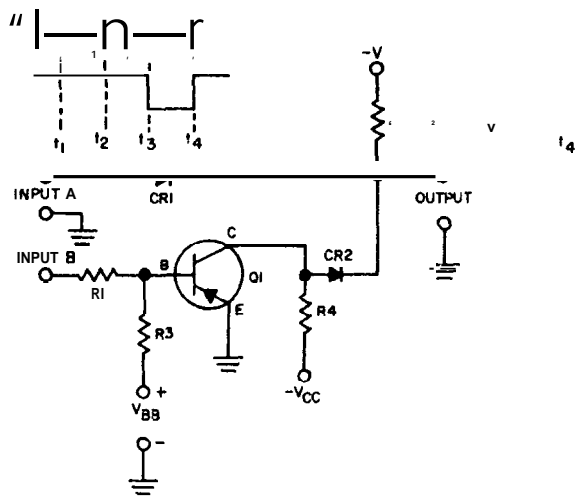 -V
t1 t2 t3 t4
v t4
INPUT A
CR1
OUTPUT
INPUT B
C
CR2
B
Q1
R1
E
R3
R4
+
VBB
-VCC
-